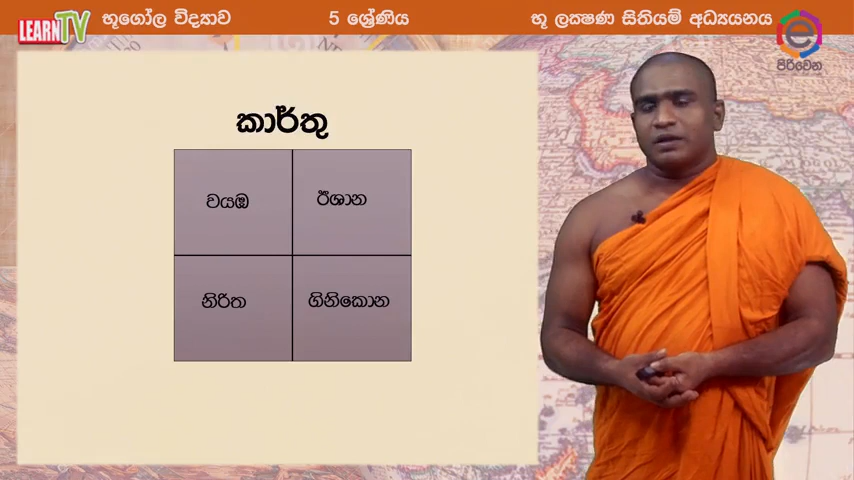 LEARN TV
භූගෝල විද්‍යාව
5 ශ්‍රේණිය
භූ ලක්ෂණ සිතියම් අධ්‍යයනය
e
පිරිවෙන
කාර්තු
වයඹ
ඊශාන
නිරිත
ගිනිකොන